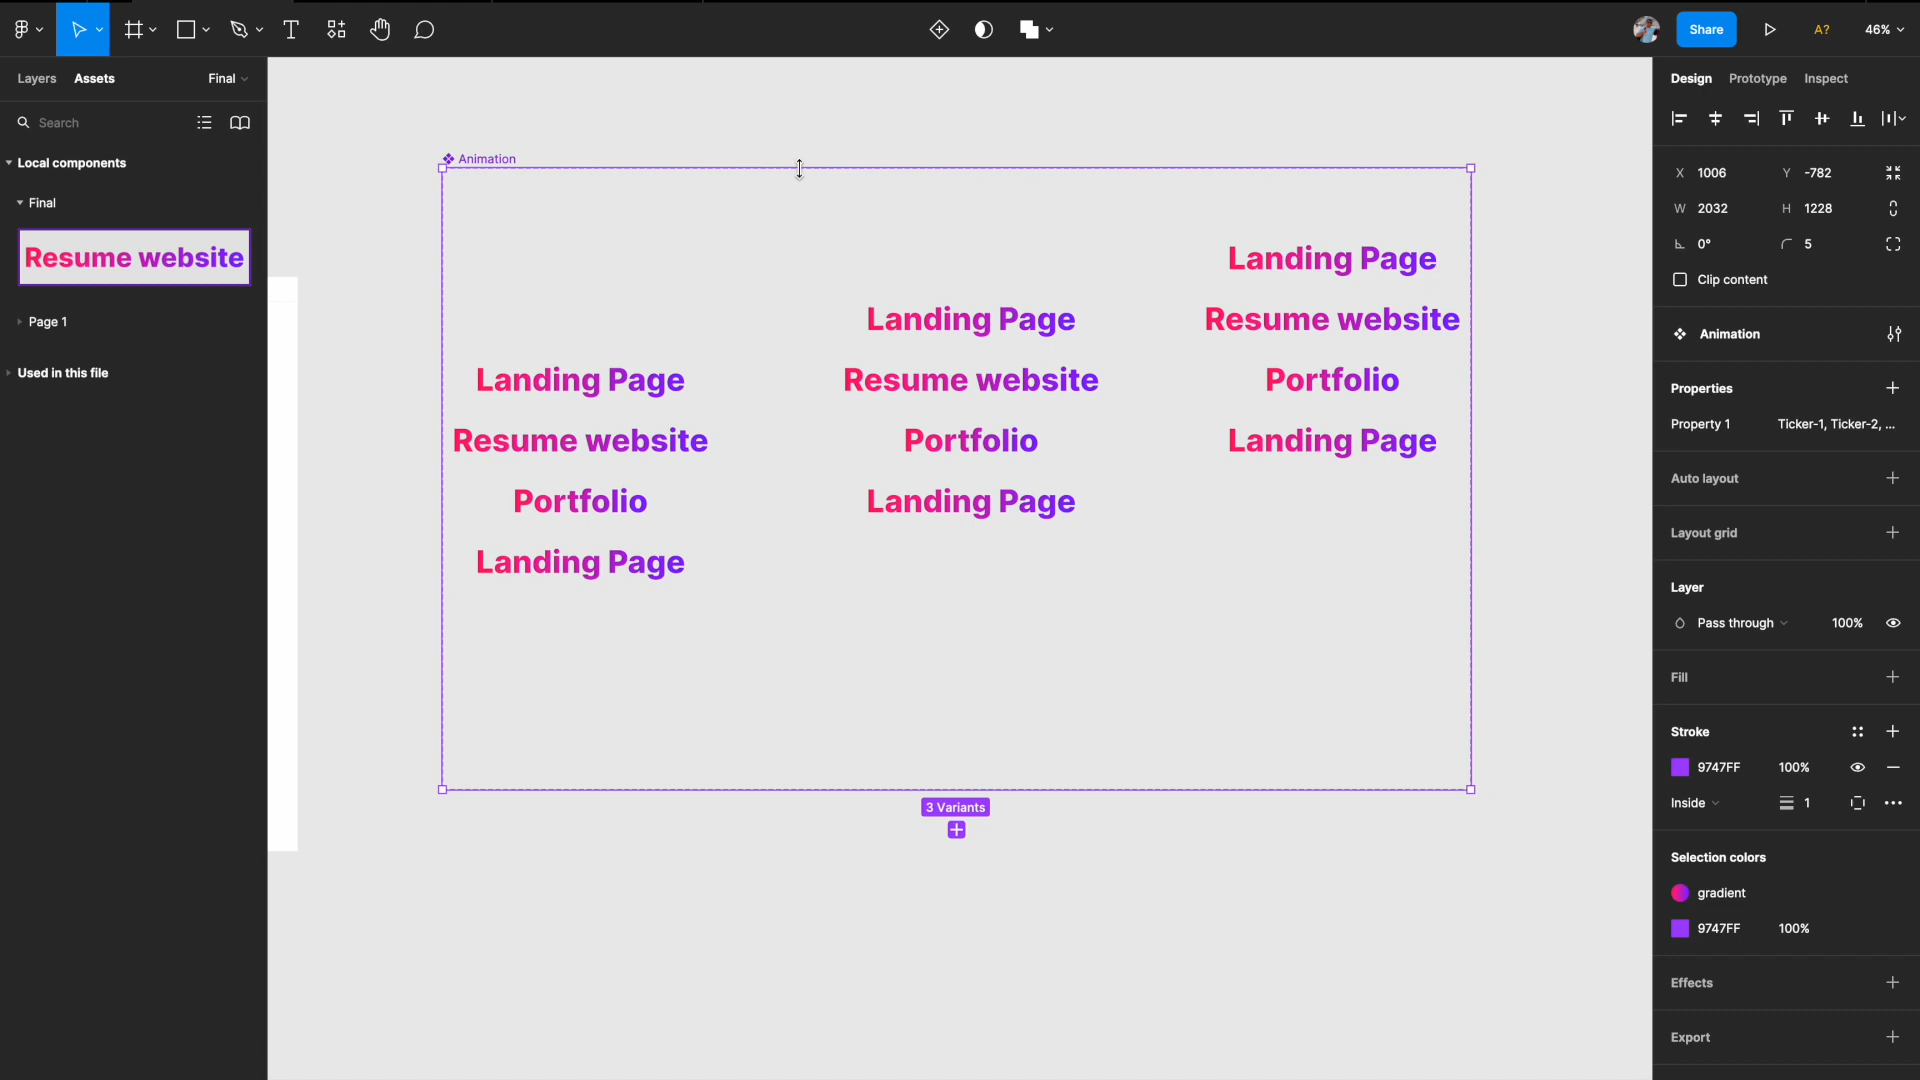 Share
A?
46%
Layers Assets Final
Search
Local components
Final
Resume website
Page 1
Used in this file
Animation
Landing Page
Resume website
Portfolio
Landing Page
Landing Page
Resume website
Portfolio
Landing Page
Landing Page
Resume website
Portfolio
Landing Page
3 Variants
Design Prototype Inspect
X 1006 Y -782
W 2032 H 1228
0° 5
Clip content
Animation
Properties
Property 1 Ticker-1, Ticker-2, ...
Auto layout
Layout grid
Layer
Pass through 100%
Fill
Stroke
9747FF 100%
Inside 1
Selection colors
gradient
9747FF 100%
Effects
Export